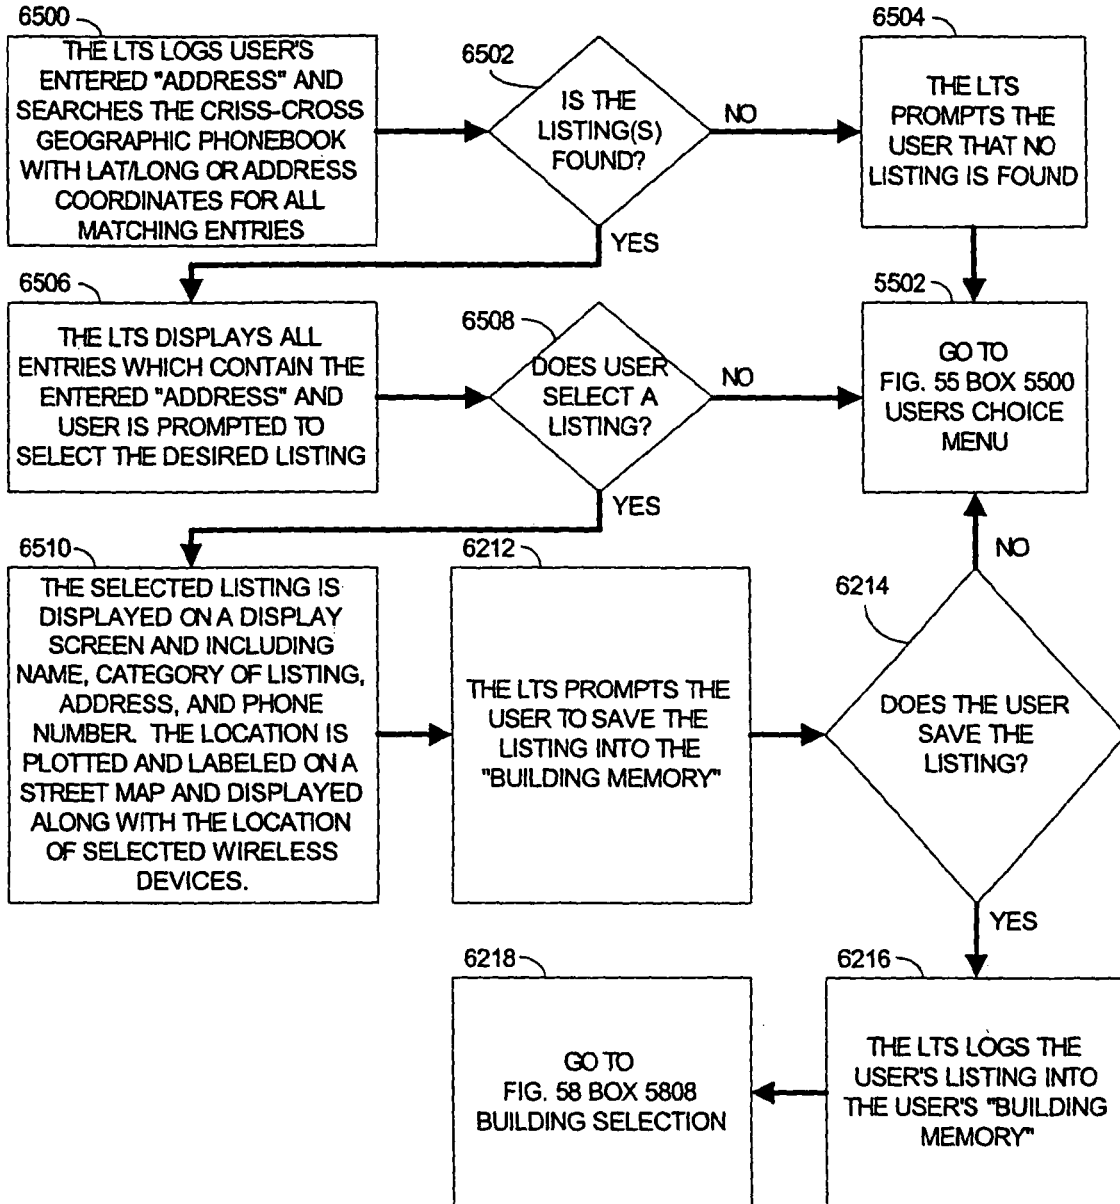 6500
THE LTS LOGS USER'S
ENTERED "ADDRESS" AND
SEARCHES THE CRISS-CROSS
GEOGRAPHIC PHONEBOOK
WITH LAT/LONG OR ADDRESS
COORDINATES FOR ALL
MATCHING ENTRIES
6502
IS THE
LISTING(S)
FOUND?
NO
YES
6504
THE LTS
PROMPTS THE
USER THAT NO
LISTING IS FOUND
6506
THE LTS DISPLAYS ALL
ENTRIES WHICH CONTAIN THE
ENTERED "ADDRESS" AND
USER IS PROMPTED TO
SELECT THE DESIRED LISTING
6508
DOES USER
SELECT A
LISTING?
NO
YES
5502
GO TO
FIG. 55 BOX 5500
USERS CHOICE
MENU
6510
THE SELECTED LISTING IS
DISPLAYED ON A DISPLAY
SCREEN AND INCLUDING
NAME, CATEGORY OF LISTING,
ADDRESS, AND PHONE
NUMBER. THE LOCATION IS
PLOTTED AND LABELED ON A
STREET MAP AND DISPLAYED
ALONG WITH THE LOCATION
OF SELECTED WIRELESS
DEVICES.
6212
THE LTS PROMPTS THE
USER TO SAVE THE
LISTING INTO THE
"BUILDING MEMORY"
6214
DOES THE USER
SAVE THE
LISTING?
NO
YES
6218
GO TO
FIG. 58 BOX 5808
BUILDING SELECTION
6216
THE LTS LOGS THE
USER'S LISTING INTO
THE USER'S "BUILDING
MEMORY"